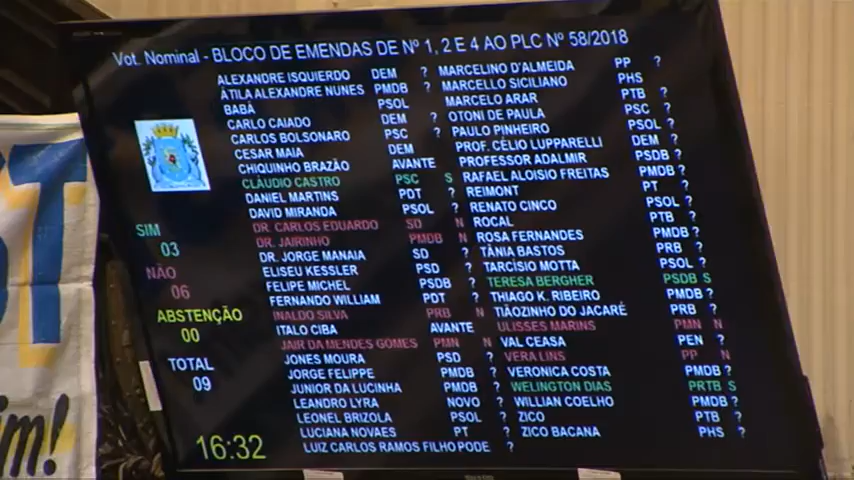 Vot. Nominal - BLOCO DE EMENDAS DE Nº 1, 2 E 4 AO PLC Nº 58/2018
ALEXANDRE ISQUIERDO DEM ?
ÁTILA ALEXANDRE NUNES PMDB ?
BABÁ PSOL
CARLO CAIADO DEM ?
CARLOS BOLSONARO PSC ?
CESAR MAIA DEM
CHIQUINHO BRAZÃO AVANTE
CLÁUDIO CASTRO PSC S
DANIEL MARTINS PDT ?
DAVID MIRANDA PSOL ?
DR. CARLOS EDUARDO SD N
DR. JAIRINHO PMDB N
DR. JORGE MANAIA SD ?
ELISEU KESSLER PSD ?
FELIPE MICHEL PSDB ?
FERNANDO WILLIAM PDT ?
INALDO SILVA PRB N
ITALO CIBA AVANTE
JAIR DA MENDES GOMES PMN N
JONES MOURA PSD ?
JORGE FELIPPE PMDB ?
JUNIOR DA LUCINHA PMDB ?
LEANDRO LYRA NOVO ?
LEONEL BRIZOLA PSOL ?
LUCIANA NOVAES PT ?
LUIZ CARLOS RAMOS FILHO PODE ?
MARCELINO D'ALMEIDA PP ?
MARCELLO SICILIANO PHS
MARCELO ARAR PTB ?
OTONI DE PAULA PSC ?
PAULO PINHEIRO PSOL ?
PROF. CÉLIO LUPPARELLI DEM ?
PROFESSOR ADALMIR PSDB ?
RAFAEL ALOISIO FREITAS PMDB ?
REIMONT PT ?
RENATO CINCO PSOL ?
ROCAL PTB ?
ROSA FERNANDES PMDB ?
TÂNIA BASTOS PRB ?
TARCÍSIO MOTTA PSOL ?
TERESA BERGHER PSDB S
THIAGO K. RIBEIRO PMDB ?
TIÃOZINHO DO JACARÉ PRB ?
ULISSES MARINS PMN N
VAL CEASA PEN ?
VERA LINS PP N
VERONICA COSTA PMDB ?
WELINGTON DIAS PRTB S
WILLIAN COELHO PMDB ?
ZICO PTB ?
ZICO BACANA PHS ?
SIM
03
NÃO
06
ABSTENÇÃO
00
TOTAL
09
16:32